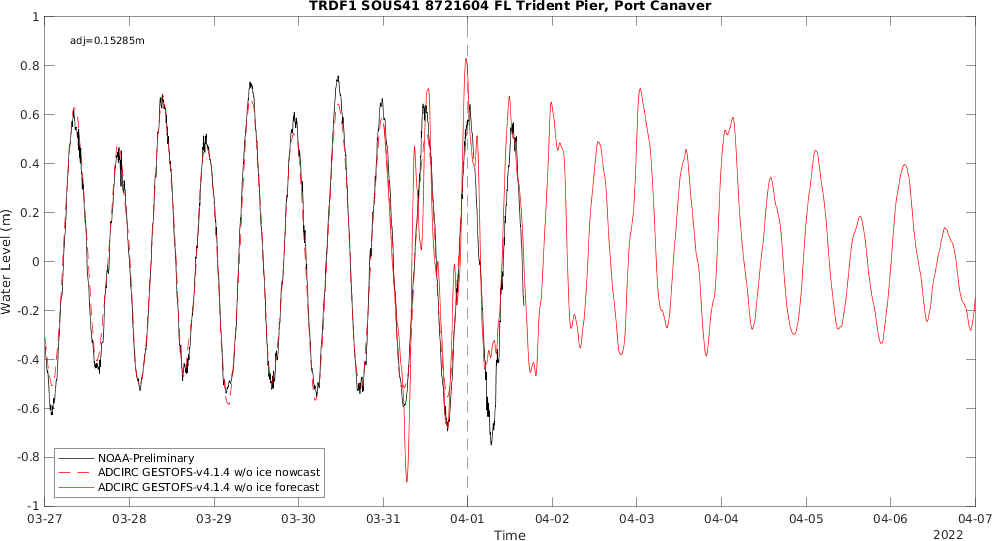 TRDF1 SOUS41 8721604 FL Trident Pier, Port Canaver
adj=0.15285m
1
0.8
0.6
0.4
0.2
0
-0.2
-0.4
-0.6
-0.8
-1
Water Level (m)
NOAA-Preliminary
ADCIRC GESTOFS-v4.1.4 w/o ice nowcast
ADCIRC GESTOFS-v4.1.4 w/o ice forecast
03-27 03-28 03-29 03-30 03-31 04-01 04-02 04-03 04-04 04-05 04-06 04-07
Time
2022